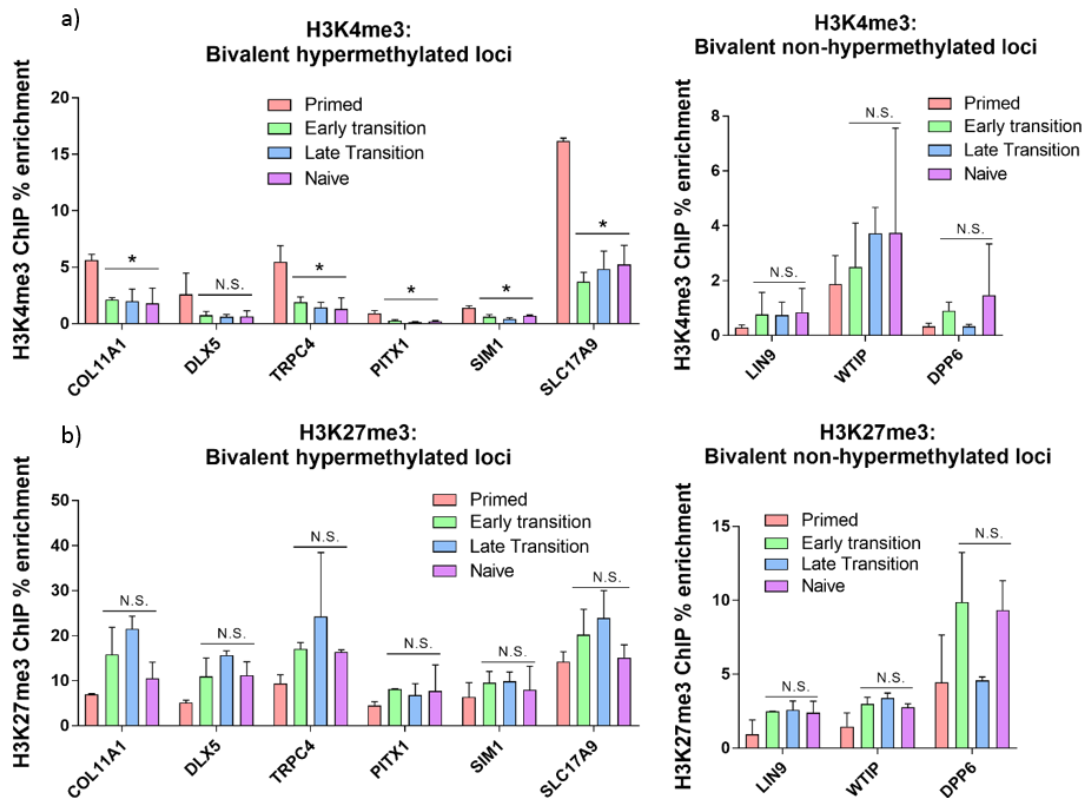 a)
H3K4me3:
Bivalent hypermethylated loci
H3K4me3 ChIP % enrichment
20
15
10
5
0
Primed
Early transition
Late Transition
Naive
*
N.S.
*
*
*
*
COL11A1
DLX5
TRPC4
PITX1
SIM1
SLC17A9
H3K4me3:
Bivalent non-hypermethylated loci
H3K4me3 ChIP % enrichment
8
6
4
2
0
Primed
Early transition
Late Transition
Naive
N.S.
N.S.
N.S.
LIN9
WTIP
DPP6
b)
H3K27me3:
Bivalent hypermethylated loci
H3K27me3 ChIP % enrichment
50
40
30
20
10
0
Primed
Early transition
Late Transition
Naive
N.S.
N.S.
N.S.
N.S.
N.S.
N.S.
COL11A1
DLX5
TRPC4
PITX1
SIM1
SLC17A9
H3K27me3:
Bivalent non-hypermethylated loci
H3K27me3 ChIP % enrichment
15
10
5
0
Primed
Early transition
Late Transition
Naive
N.S.
N.S.
N.S.
LIN9
WTIP
DPP6